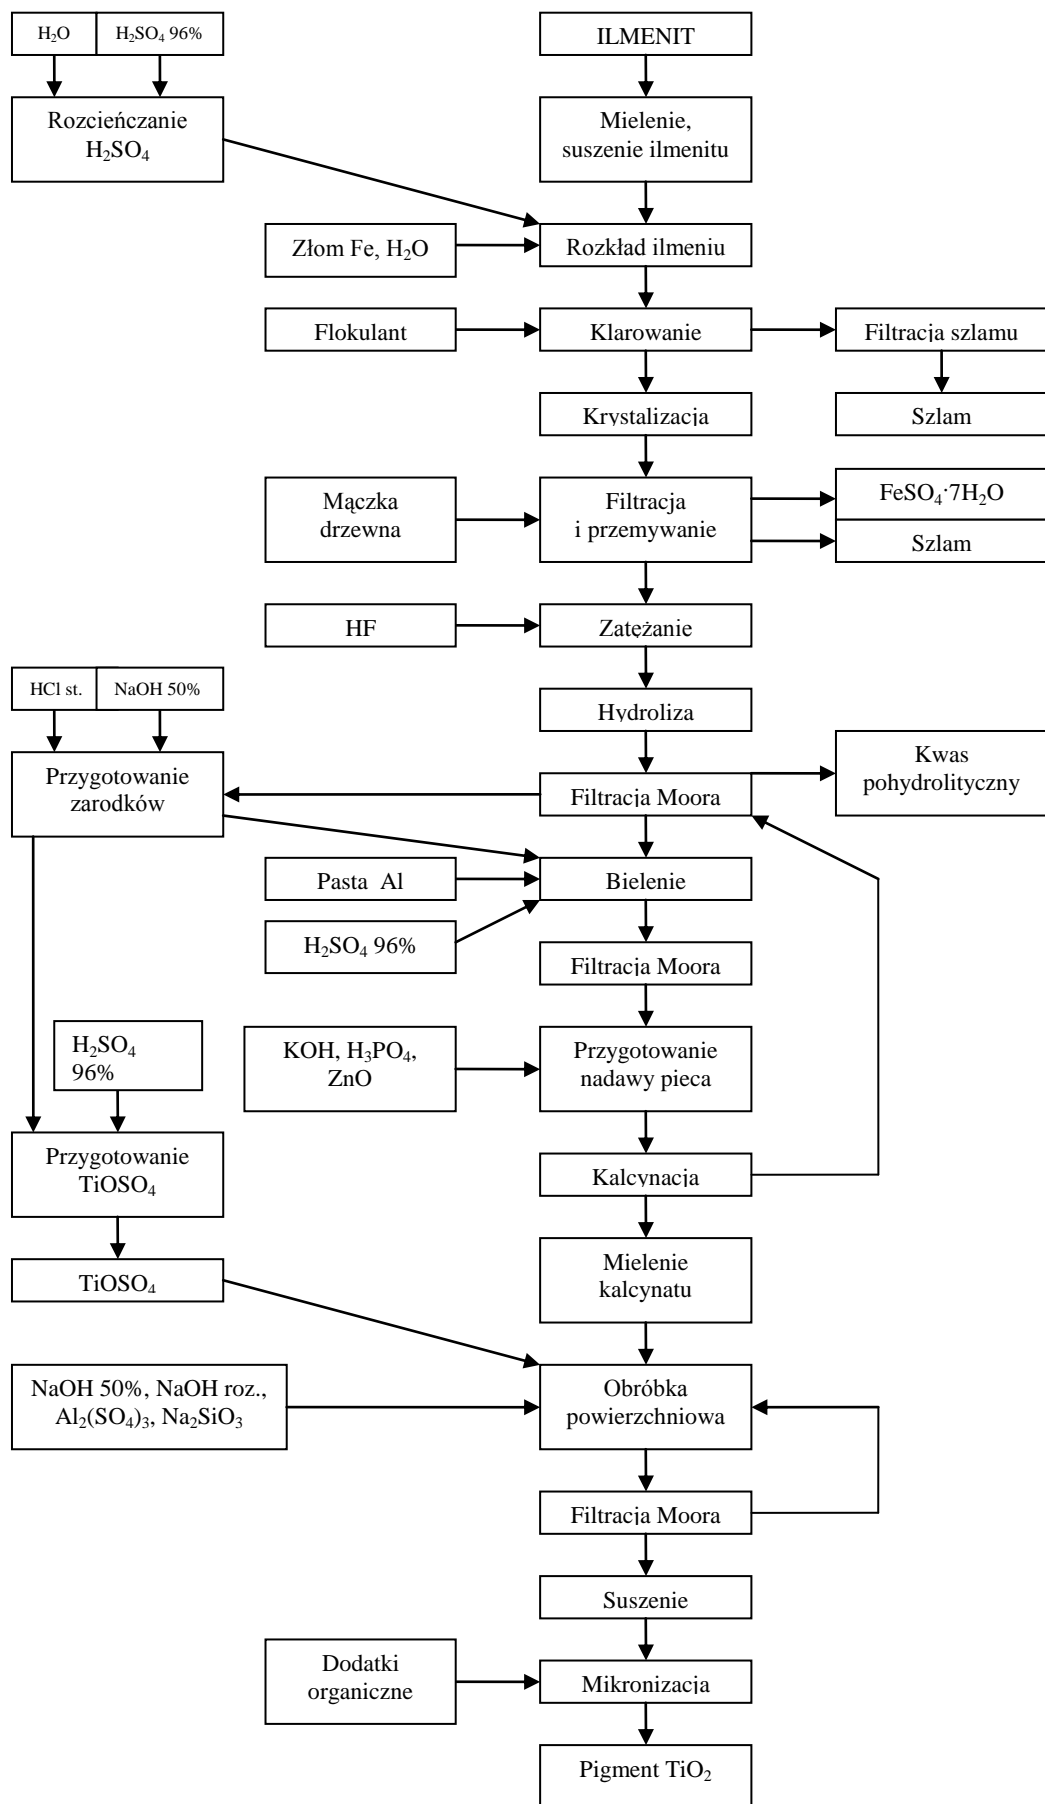 H₂O
H₂SO₄ 96%
ILMENIT
Rozcieńczanie
H₂SO₄
Mielenie,
suszenie ilmenitu
Złom Fe, H₂O
Rozkład ilmeniu
Flokulant
Klarowanie
Filtracja szlamu
Krystalizacja
Szlam
Mączka
drzewna
Filtracja
i przemywanie
FeSO₄·7H₂O
Szlam
HF
Zatężanie
HCl st.
NaOH 50%
Hydroliza
Przygotowanie
zarodków
Filtracja Moora
Kwas
pohydrolityczny
Pasta Al
Bielenie
H₂SO₄ 96%
Filtracja Moora
H₂SO₄
96%
KOH, H₃PO₄,
ZnO
Przygotowanie
nadawy pieca
Przygotowanie
TiOSO₄
Kalcynacja
TiOSO₄
Mielenie
kalcynatu
NaOH 50%, NaOH roz.,
Al₂(SO₄)₃, Na₂SiO₃
Obróbka
powierzchniowa
Filtracja Moora
Suszenie
Dodatki
organiczne
Mikronizacja
Pigment TiO₂